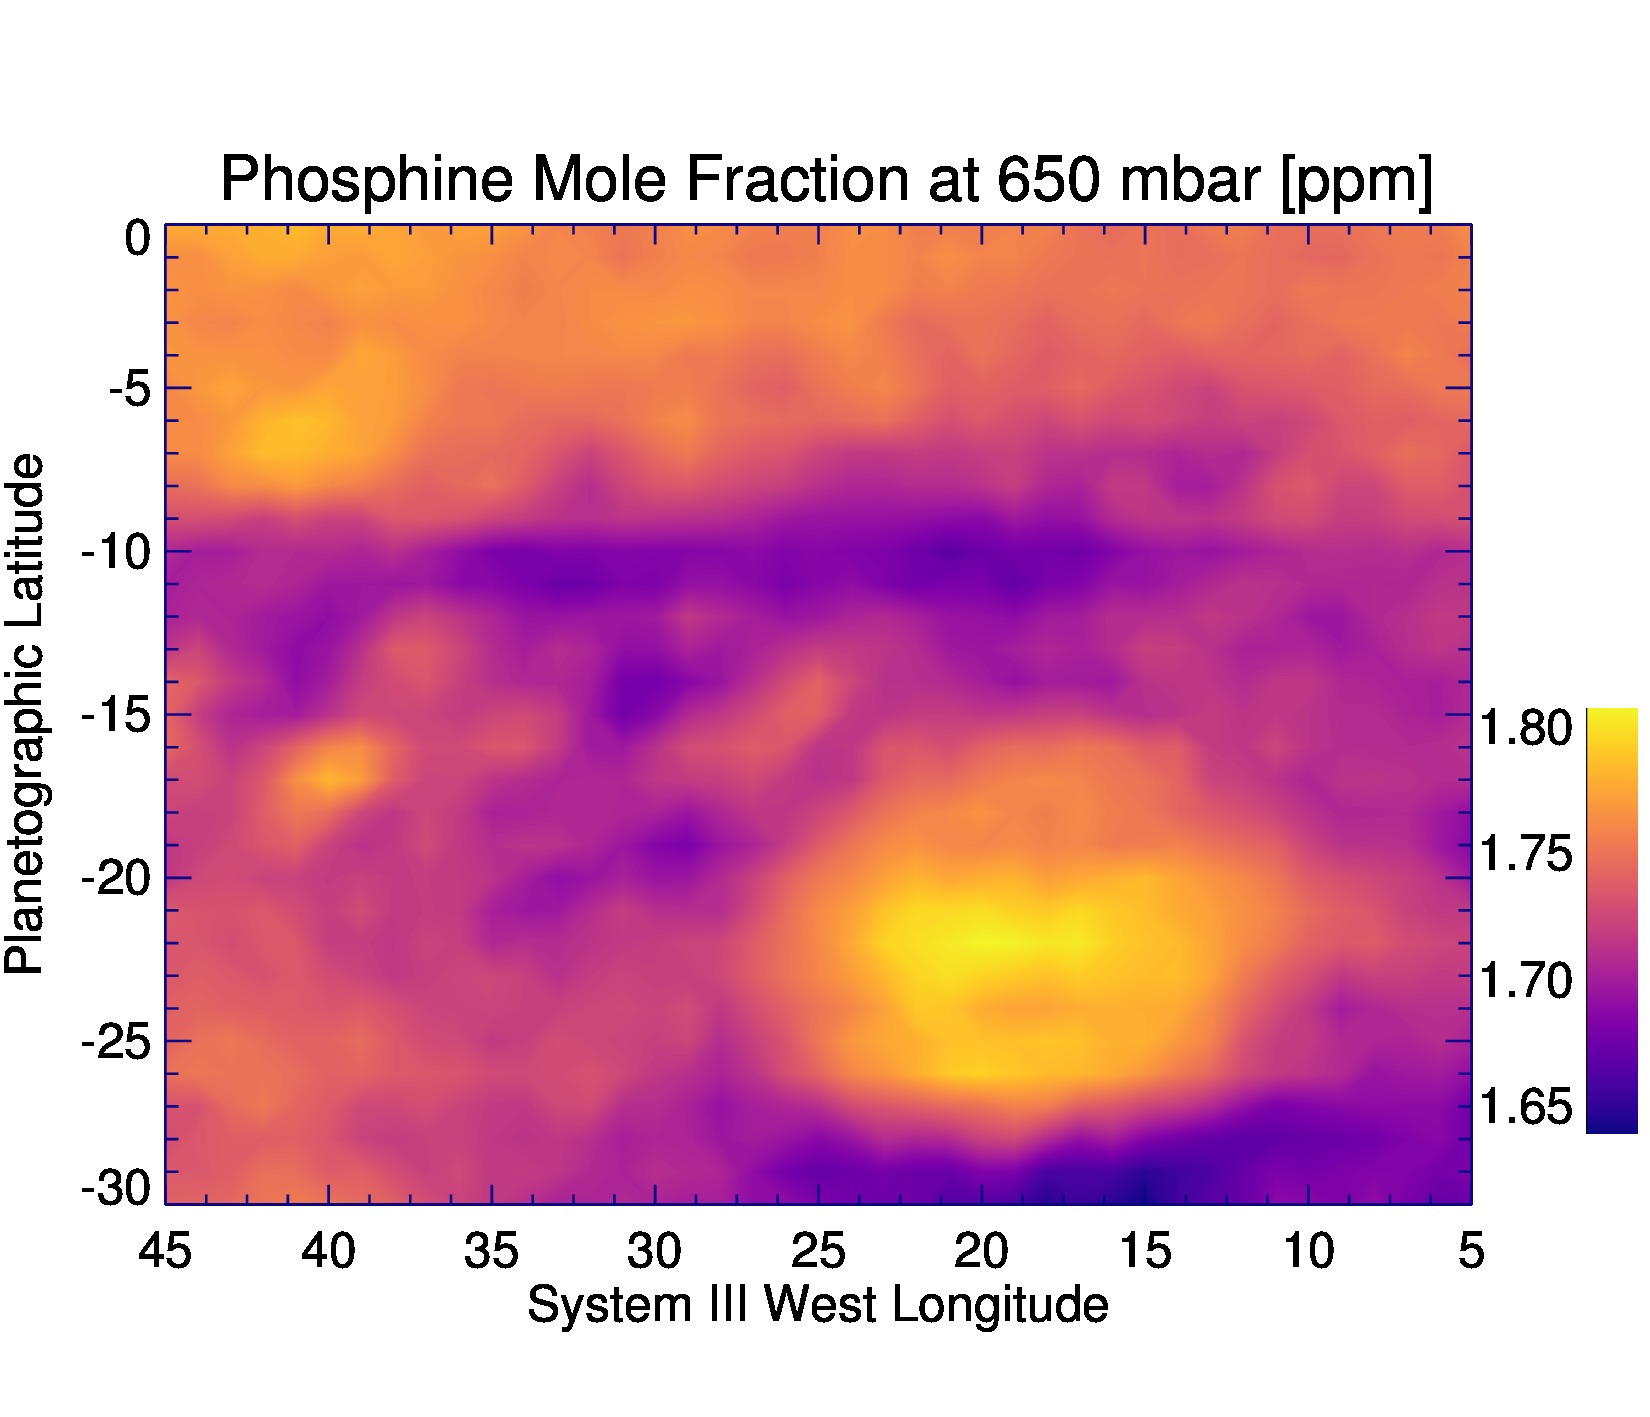 Phosphine Mole Fraction at 650 mbar [ppm]
0
-5
-10
-15
-20
-25
-30
Planetographic Latitude
45 40 35 30 25 20 15 10 5
System III West Longitude
1.80
1.75
1.70
1.65